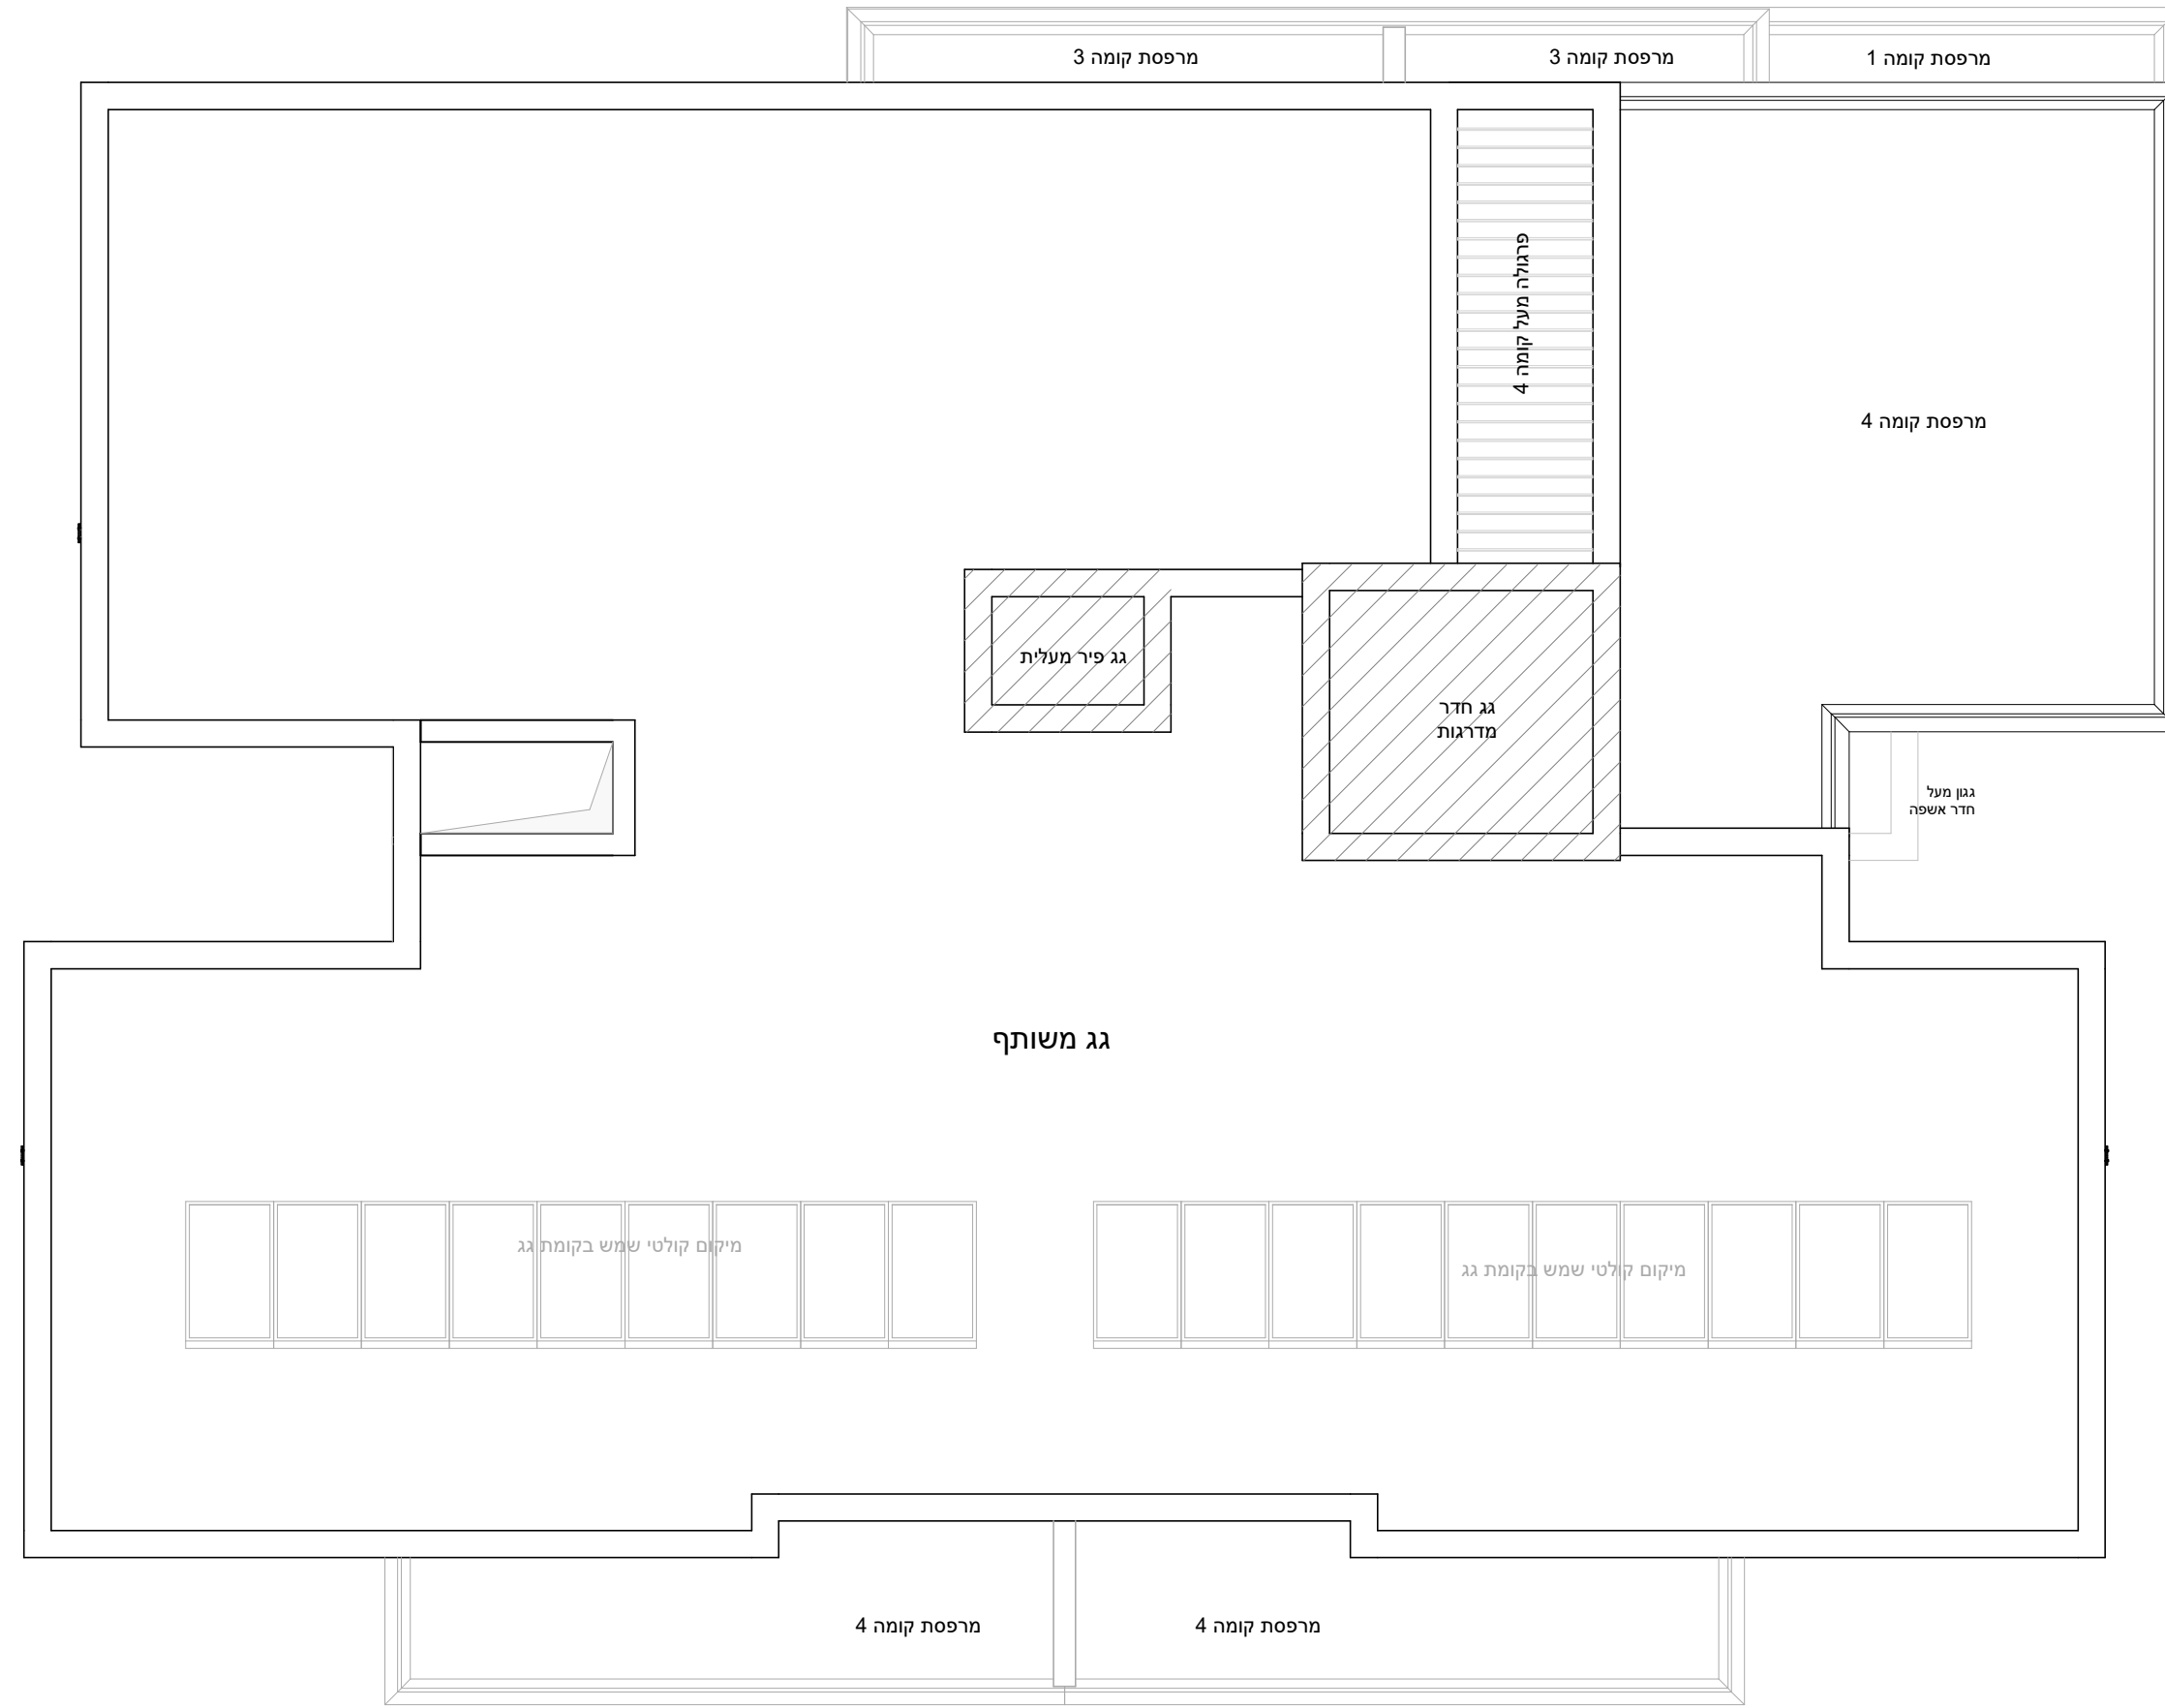 מרפסת קומה 1
מרפסת קומה 3
מרפסת קומה 3
פרגולה מעל קומה 4
מרפסת קומה 4
גג פיר מעלית
גג חדר
מדרגות
גגון מעל
חדר אשפה
גג משותף
מיקום קולטי שמש בקומת גג
מיקום קולטי שמש בקומת גג
מרפסת קומה 4
מרפסת קומה 4